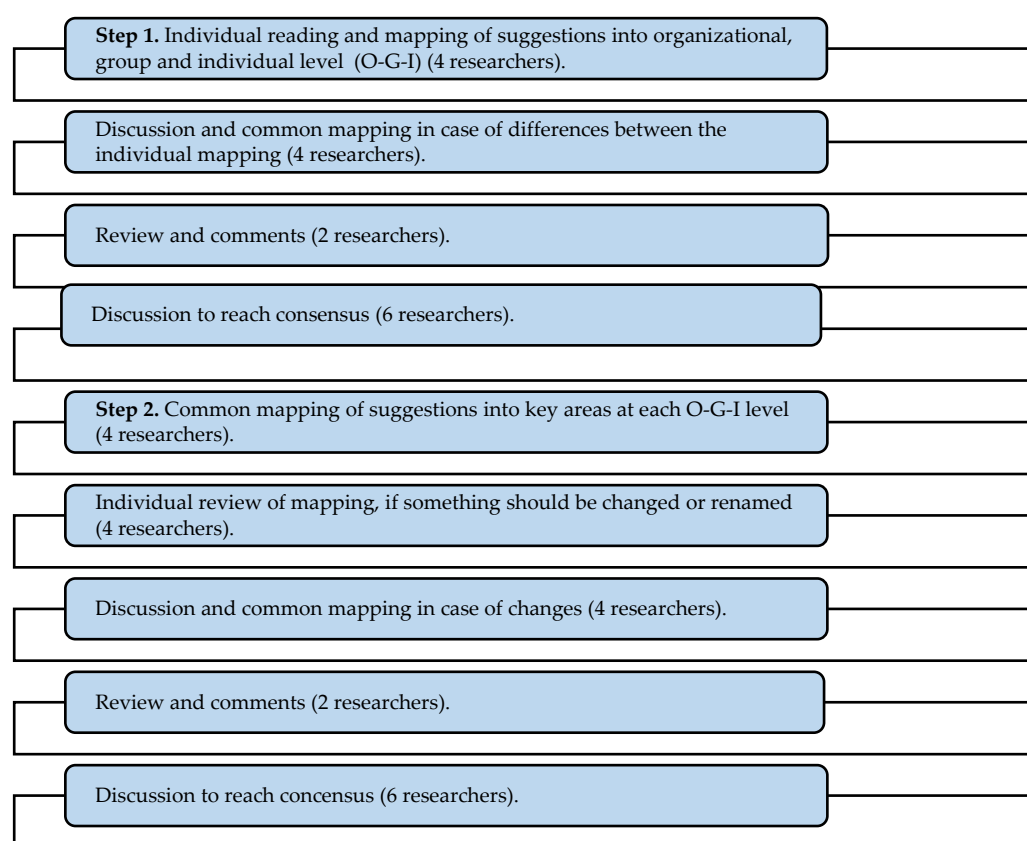 Step 1. Individual reading and mapping of suggestions into organizational,
group and individual level (O-G-I) (4 researchers).
Discussion and common mapping in case of differences between the
individual mapping (4 researchers).
Review and comments (2 researchers).
Discussion to reach consensus (6 researchers).
Step 2. Common mapping of suggestions into key areas at each O-G-I level
(4 researchers).
Individual review of mapping, if something should be changed or renamed
(4 researchers).
Discussion and common mapping in case of changes (4 researchers).
Review and comments (2 researchers).
Discussion to reach concensus (6 researchers).